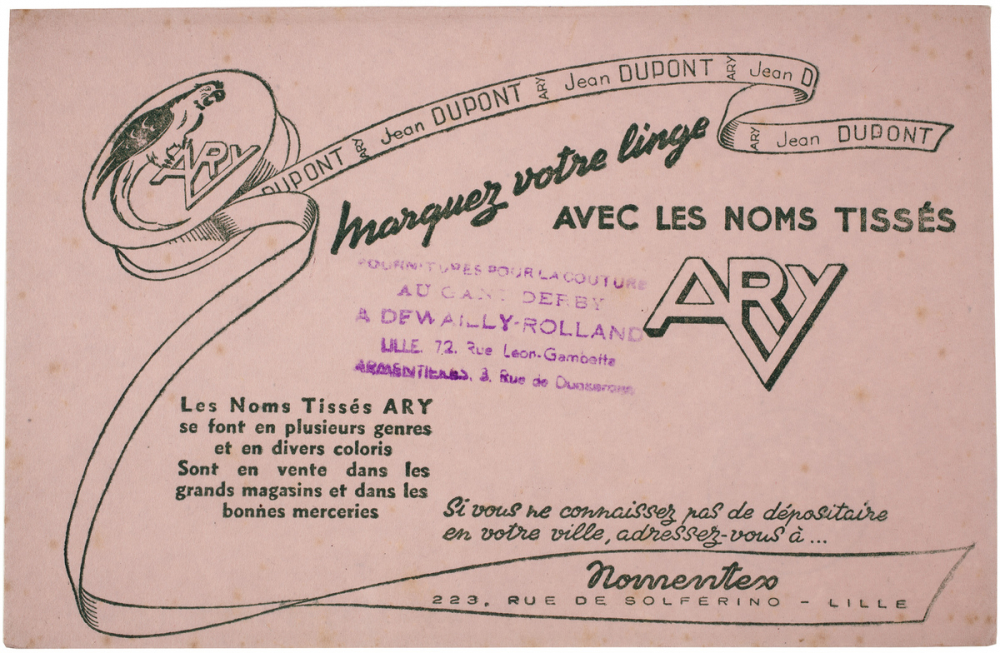 ARY
DUPONT ARY Jean DUPONT ARY Jean DUPONT ARY Jean D
ARY Jean DUPONT
Marquez votre linge
AVEC LES NOMS TISSÉS
ARY
FOURNITURES POUR LA COUTURE
AU GANT DERBY
A DEWAILLY-ROLLAND
LILLE. 72. Rue Léon-Gambetta
ARMENTIERES. 3. Rue de Dunkerque
Les Noms Tissés ARY
se font en plusieurs genres
et en divers coloris
Sont en vente dans les
grands magasins et dans les
bonnes merceries
Si vous ne connaissez pas de dépositaire
en votre ville, adressez-vous à ...
Nomentex
223, RUE DE SOLFERINO - LILLE